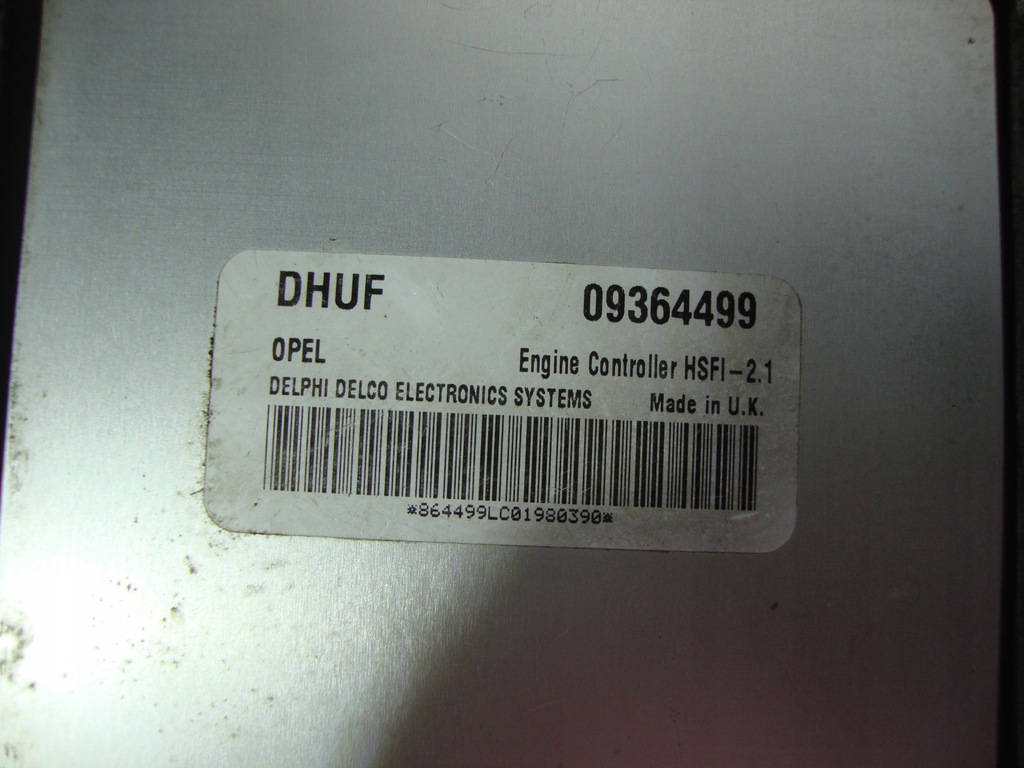 DHUF 09364499
OPEL Engine Controller HSFI-2.1
DELPHI DELCO ELECTRONICS SYSTEMS Made in U.K.
*864499LC01980390*